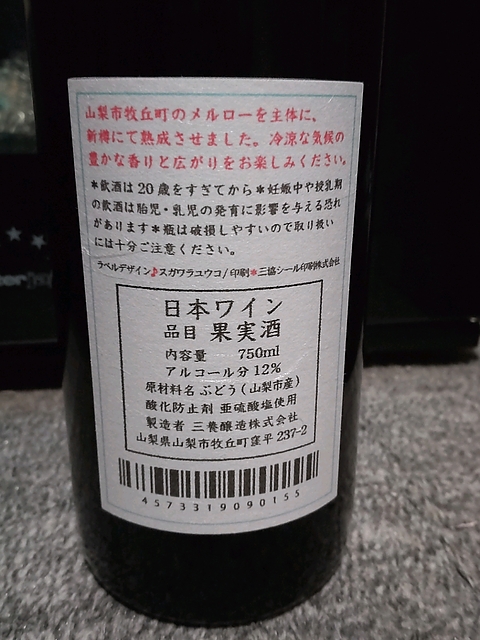 山梨市牧丘町のメルローを主体に、
新樽にて熟成させました。冷涼な気候の
豊かな香りと広がりをお楽しみください。
＊飲酒は20歳をすぎてから＊妊娠中や授乳期
の飲酒は胎児・乳児の発育に影響を与える恐れ
があります＊瓶は破損しやすいので取り扱い
には十分ご注意ください。
ラベルデザイン♪スガワラユウコ/印刷＊三協シール印刷株式会社
日本ワイン
品目 果実酒
内容量 750ml
アルコール分12%
原材料名 ぶどう(山梨市産)
酸化防止剤 亜硫酸塩使用
製造者 三養醸造株式会社
山梨県山梨市牧丘町窪平237-2
4573319090155